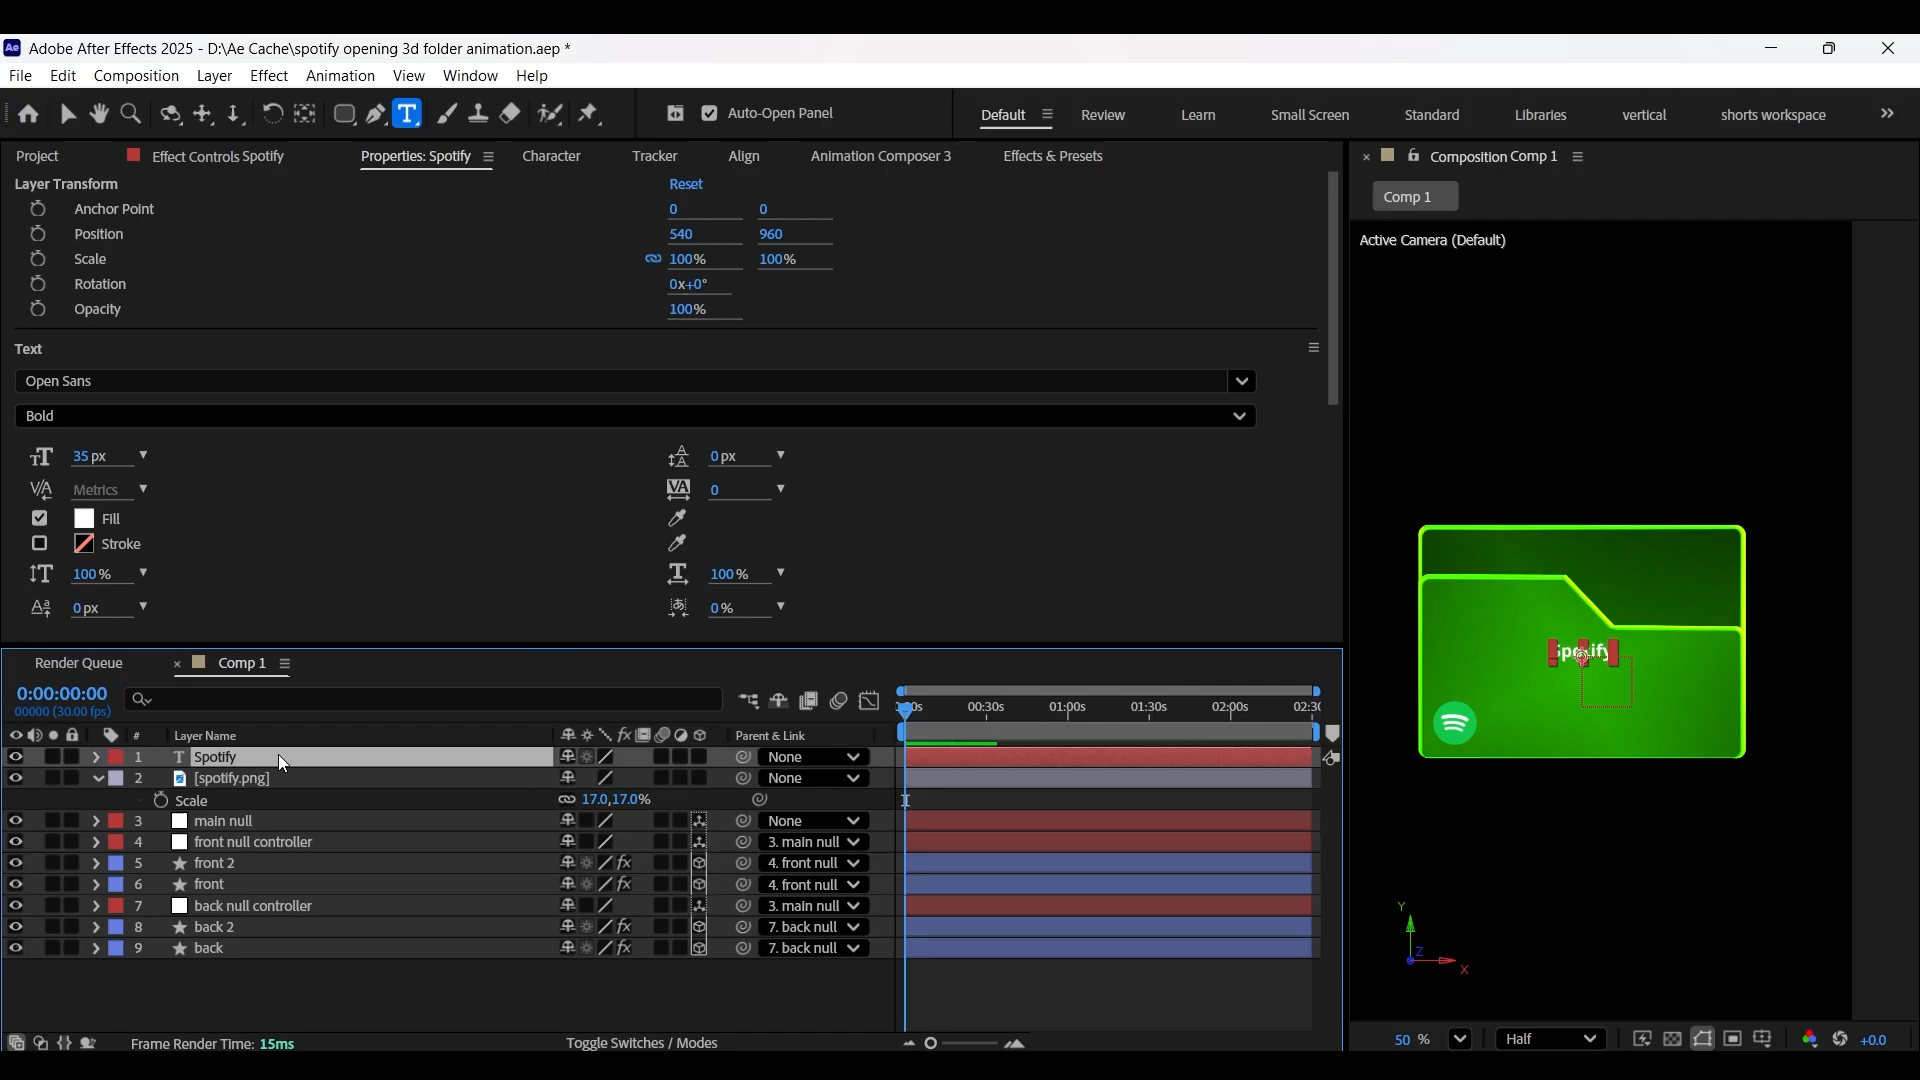 Ae Adobe After Effects 2025 - D:\Ae Cache\spotify opening 3d folder animation.aep *
File Edit Composition Layer Effect Animation View Window Help
T Auto-Open Panel Default Review Learn Small Screen Standard Libraries vertical shorts workspace
Project Effect Controls Spotify Properties: Spotify Character Tracker Align Animation Composer 3 Effects & Presets
Layer Transform Reset
Anchor Point 0 0
Position 540 960
Scale 100% 100%
Rotation 0x+0°
Opacity 100%
Text
Open Sans
Bold
35 px 0 px
Metrics 0
Fill
Stroke
100 % 100 %
0 px 0 %
Composition Comp 1
Comp 1
Active Camera (Default)
Spotify
Y
Z
X
50 % Half +0.0
Render Queue Comp 1
0:00:00:00
00000 (30.00 fps)
00:30s 01:00s 01:30s 02:00s
# Layer Name Parent & Link
1 T Spotify None
2 [spotify.png] None
Scale 17.0,17.0%
3 main null None
4 front null controller 3. main null
5 front 2 4. front null
6 front 4. front null
7 back null controller 3. main null
8 back 2 7. back null
9 back 7. back null
Frame Render Time: 15ms Toggle Switches / Modes